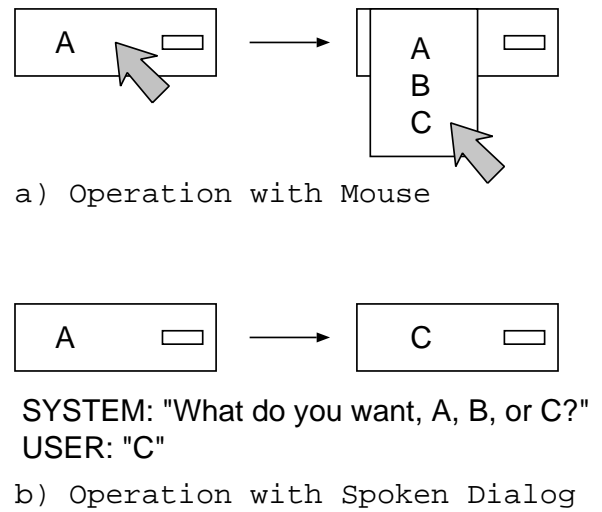 A
A
B
C
a) Operation with Mouse
A
C
SYSTEM: "What do you want, A, B, or C?"
USER: "C"
b) Operation with Spoken Dialog